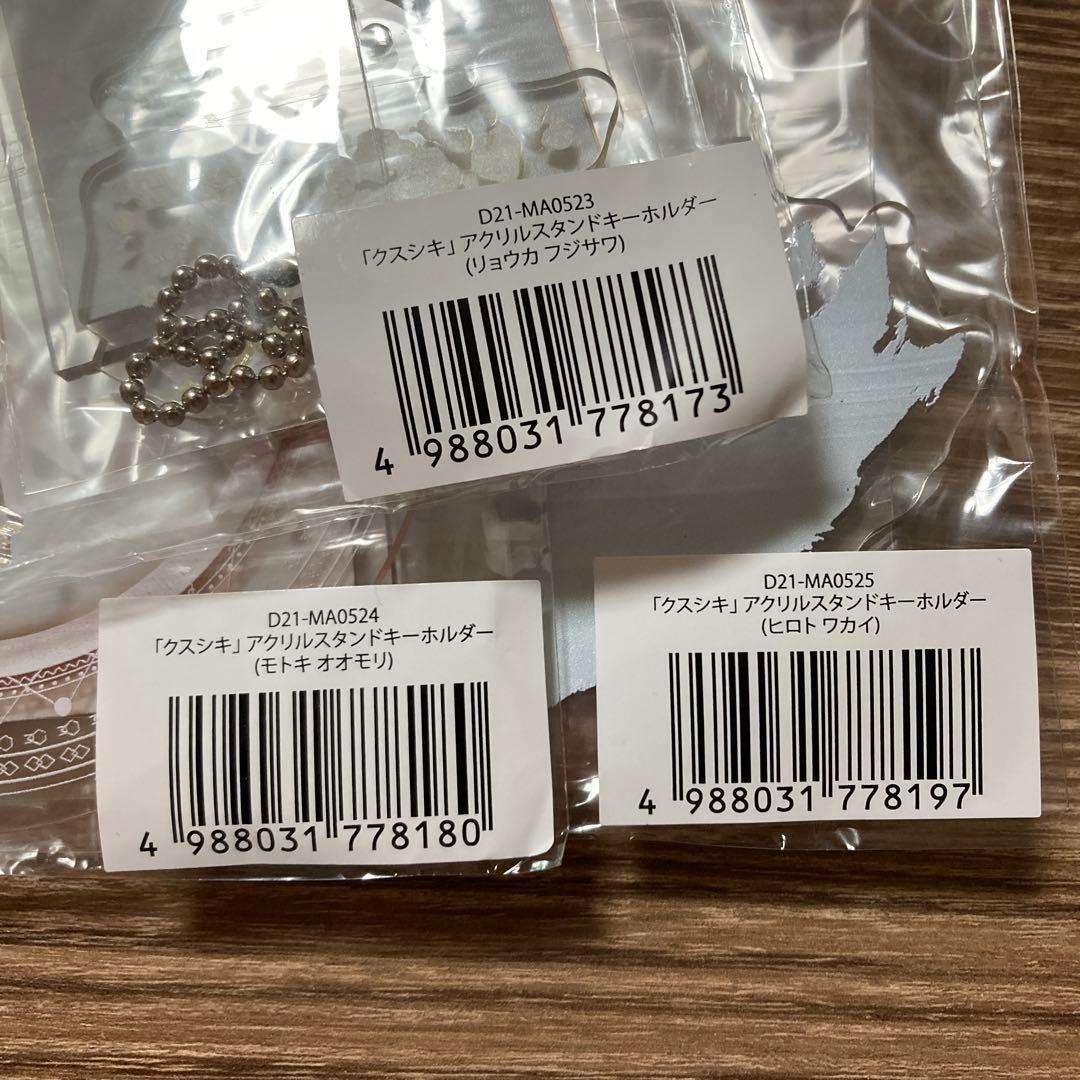 D21-MA0523
「クスシキ」アクリルスタンドキーホルダー
(リョウカ フジサワ)
4 988031 778173
D21-MA0524
「クスシキ」アクリルスタンドキーホルダー
(モトキ オオモリ)
4 988031 778180
D21-MA0525
「クスシキ」アクリルスタンドキーホルダー
(ヒロト ワカイ)
4 988031 778197